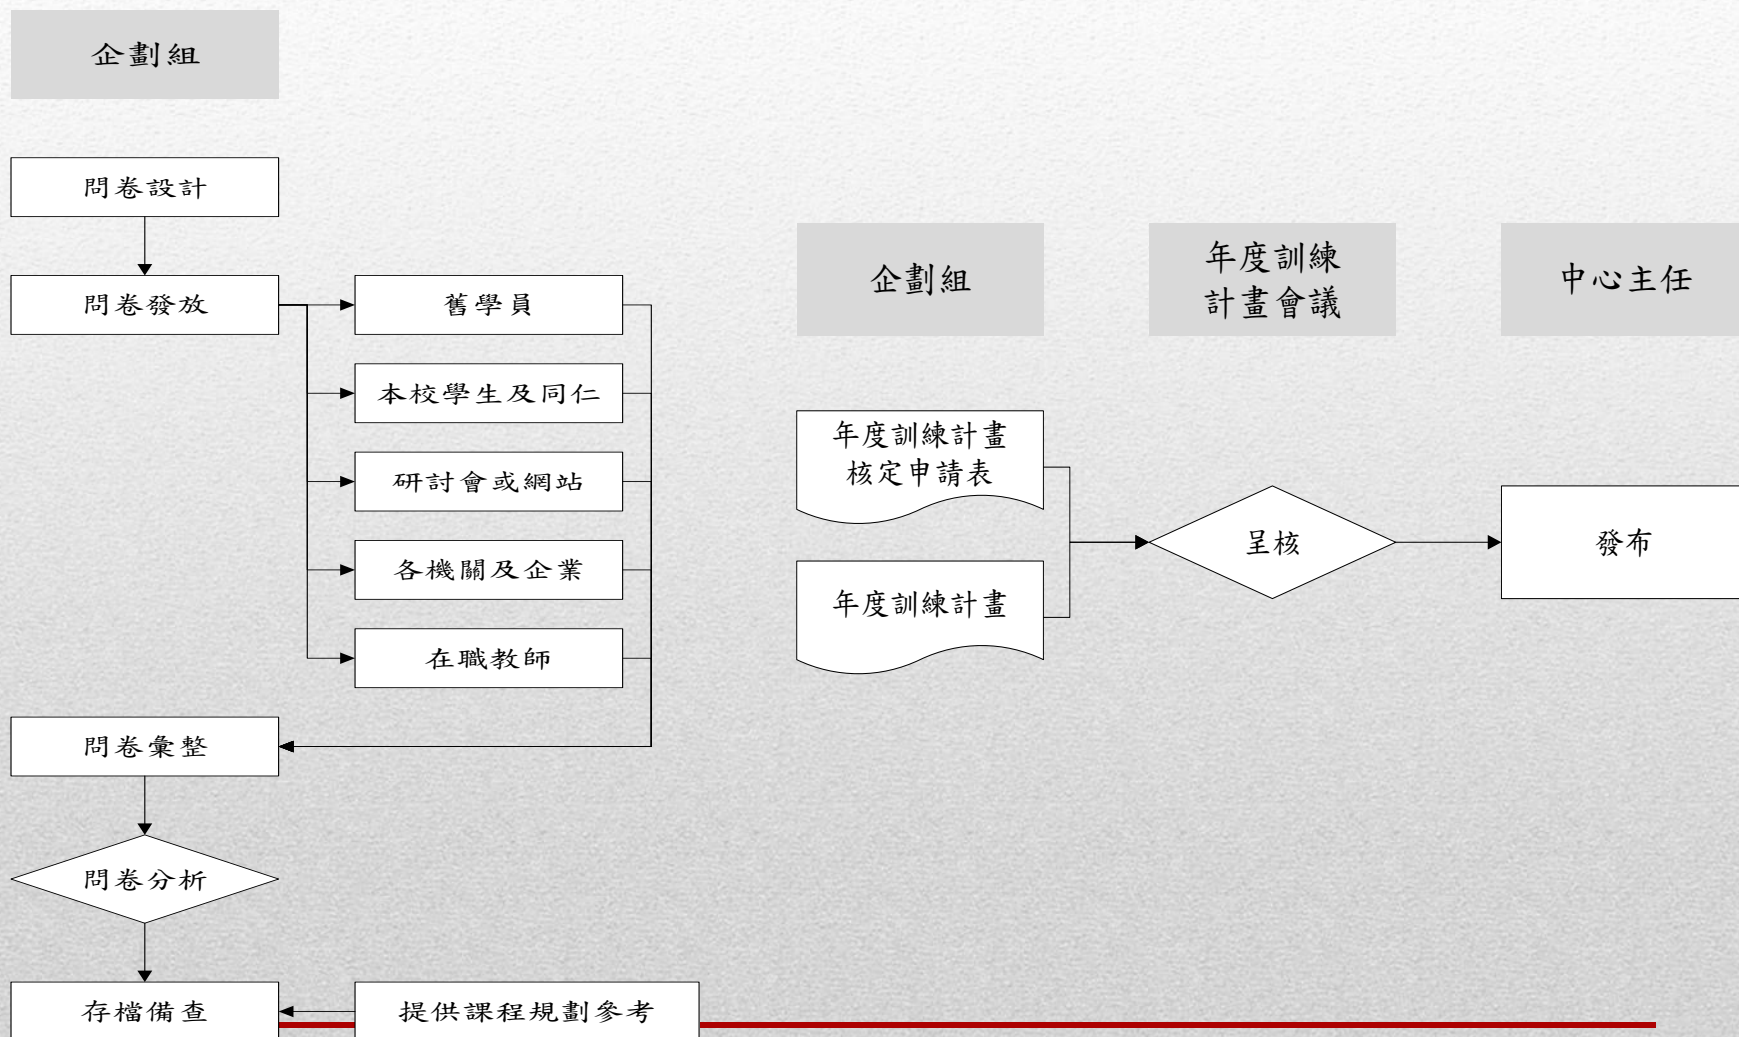 企劃組
問卷設計
問卷發放
舊學員
本校學生及同仁
研討會或網站
各機關及企業
在職教師
問卷彙整
問卷分析
存檔備查
提供課程規劃參考
企劃組
年度訓練
計畫會議
中心主任
年度訓練計畫
核定申請表
年度訓練計畫
呈核
發布